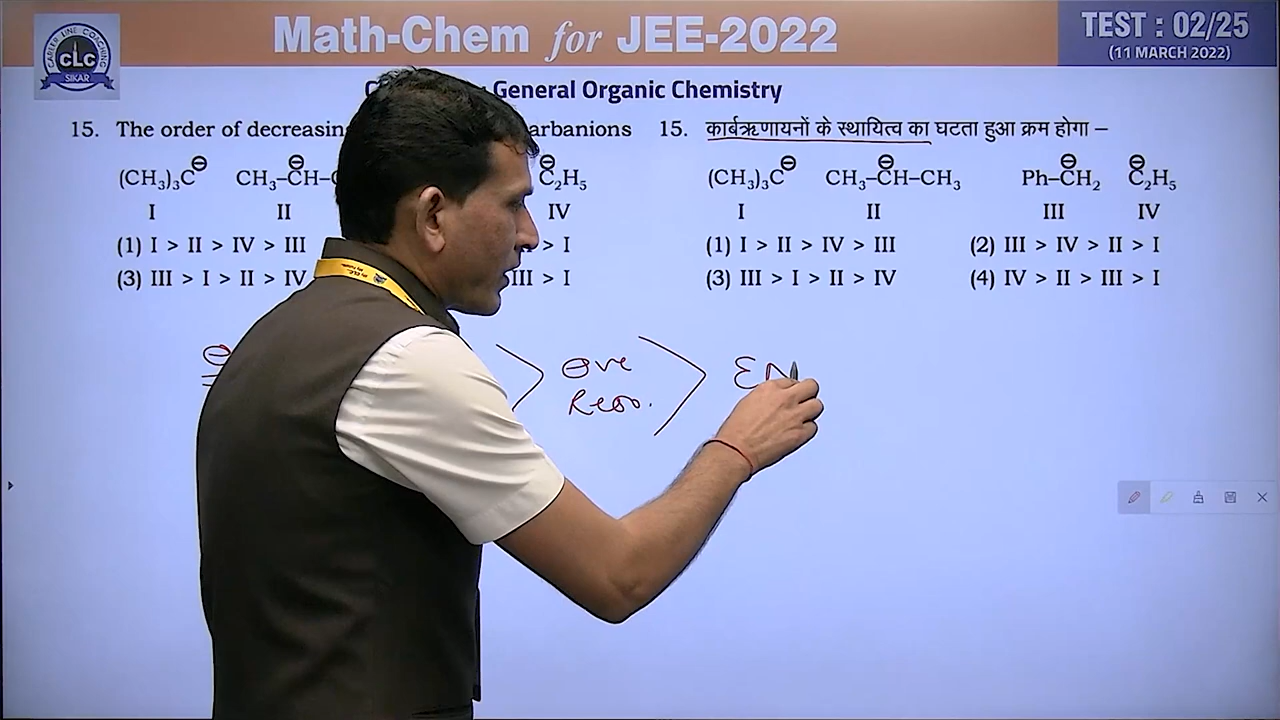 Math-Chem for JEE-2022
TEST : 02/25
(11 MARCH 2022)
CAREER LINE COACHING
CLC
SIKAR
General Organic Chemistry
15. The order of decreasin arbanions
(CH₃)₃C⊖ CH₃–C⊖H– C⊖₂H₅
I II IV
(1) I > II > IV > III > I
(3) III > I > II > IV III > I
15. कार्बऋणायनों के स्थायित्व का घटता हुआ क्रम होगा –
(CH₃)₃C⊖ CH₃–C⊖H–CH₃ Ph–C⊖H₂ C⊖₂H₅
I II III IV
(1) I > II > IV > III (2) III > IV > II > I
(3) III > I > II > IV (4) IV > II > III > I
⊖ > ⊖ve > EN
Reso.